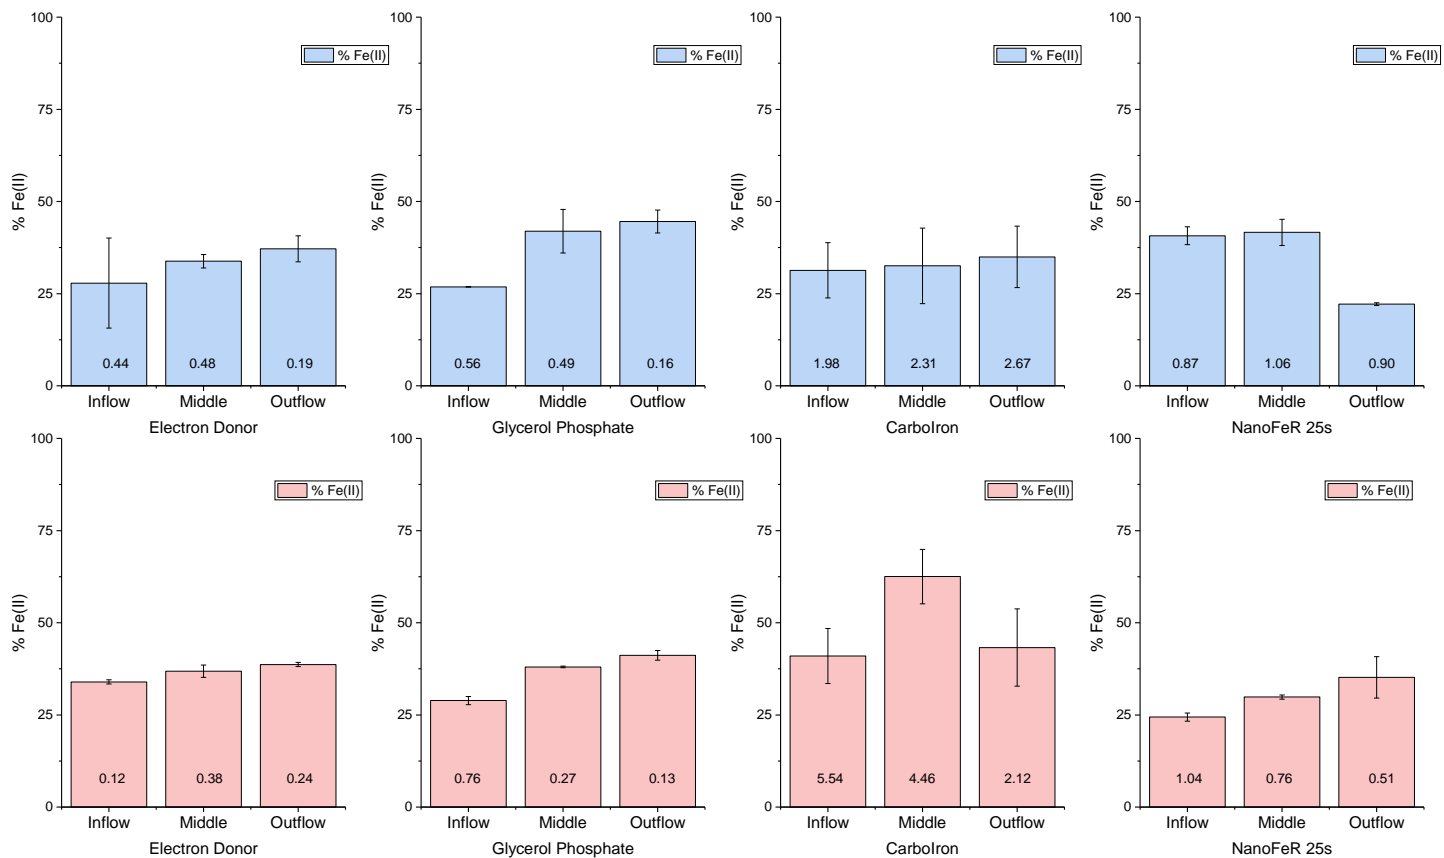 100
75
50
25
0
% Fe(II)
% Fe(II)
0.44
0.48
0.19
Inflow
Middle
Outflow
Electron Donor
100
75
50
25
0
% Fe(II)
% Fe(II)
0.56
0.49
0.16
Inflow
Middle
Outflow
Glycerol Phosphate
100
75
50
25
0
% Fe(II)
% Fe(II)
1.98
2.31
2.67
Inflow
Middle
Outflow
CarboIron
100
75
50
25
0
% Fe(II)
% Fe(II)
0.87
1.06
0.90
Inflow
Middle
Outflow
NanoFeR 25s
100
75
50
25
0
% Fe(II)
% Fe(II)
0.12
0.38
0.24
Inflow
Middle
Outflow
Electron Donor
100
75
50
25
0
% Fe(II)
% Fe(II)
0.76
0.27
0.13
Inflow
Middle
Outflow
Glycerol Phosphate
100
75
50
25
0
% Fe(II)
% Fe(II)
5.54
4.46
2.12
Inflow
Middle
Outflow
CarboIron
100
75
50
25
0
% Fe(II)
% Fe(II)
1.04
0.76
0.51
Inflow
Middle
Outflow
NanoFeR 25s